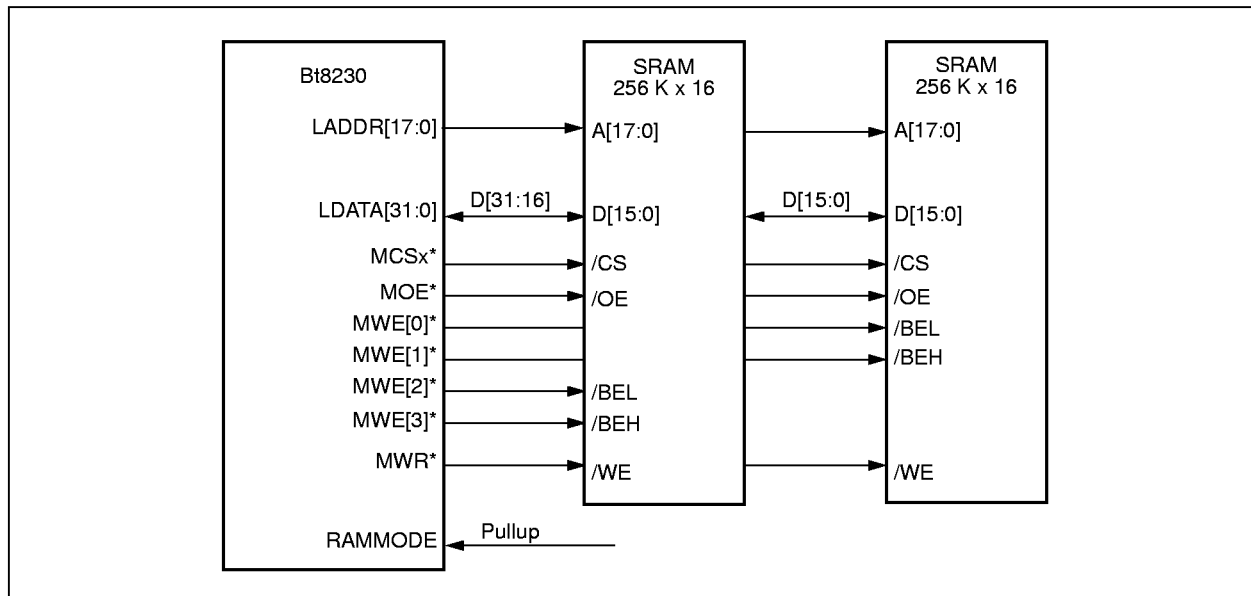 Bt8230
LADDR[17:0]
LDATA[31:0]
MCSx*
MOE*
MWE[0]*
MWE[1]*
MWE[2]*
MWE[3]*
MWR*
RAMMODE
Pullup
D[31:16]
SRAM
256 K x 16
A[17:0]
D[15:0]
/CS
/OE
/BEL
/BEH
/WE
D[15:0]
SRAM
256 K x 16
A[17:0]
D[15:0]
/CS
/OE
/BEL
/BEH
/WE